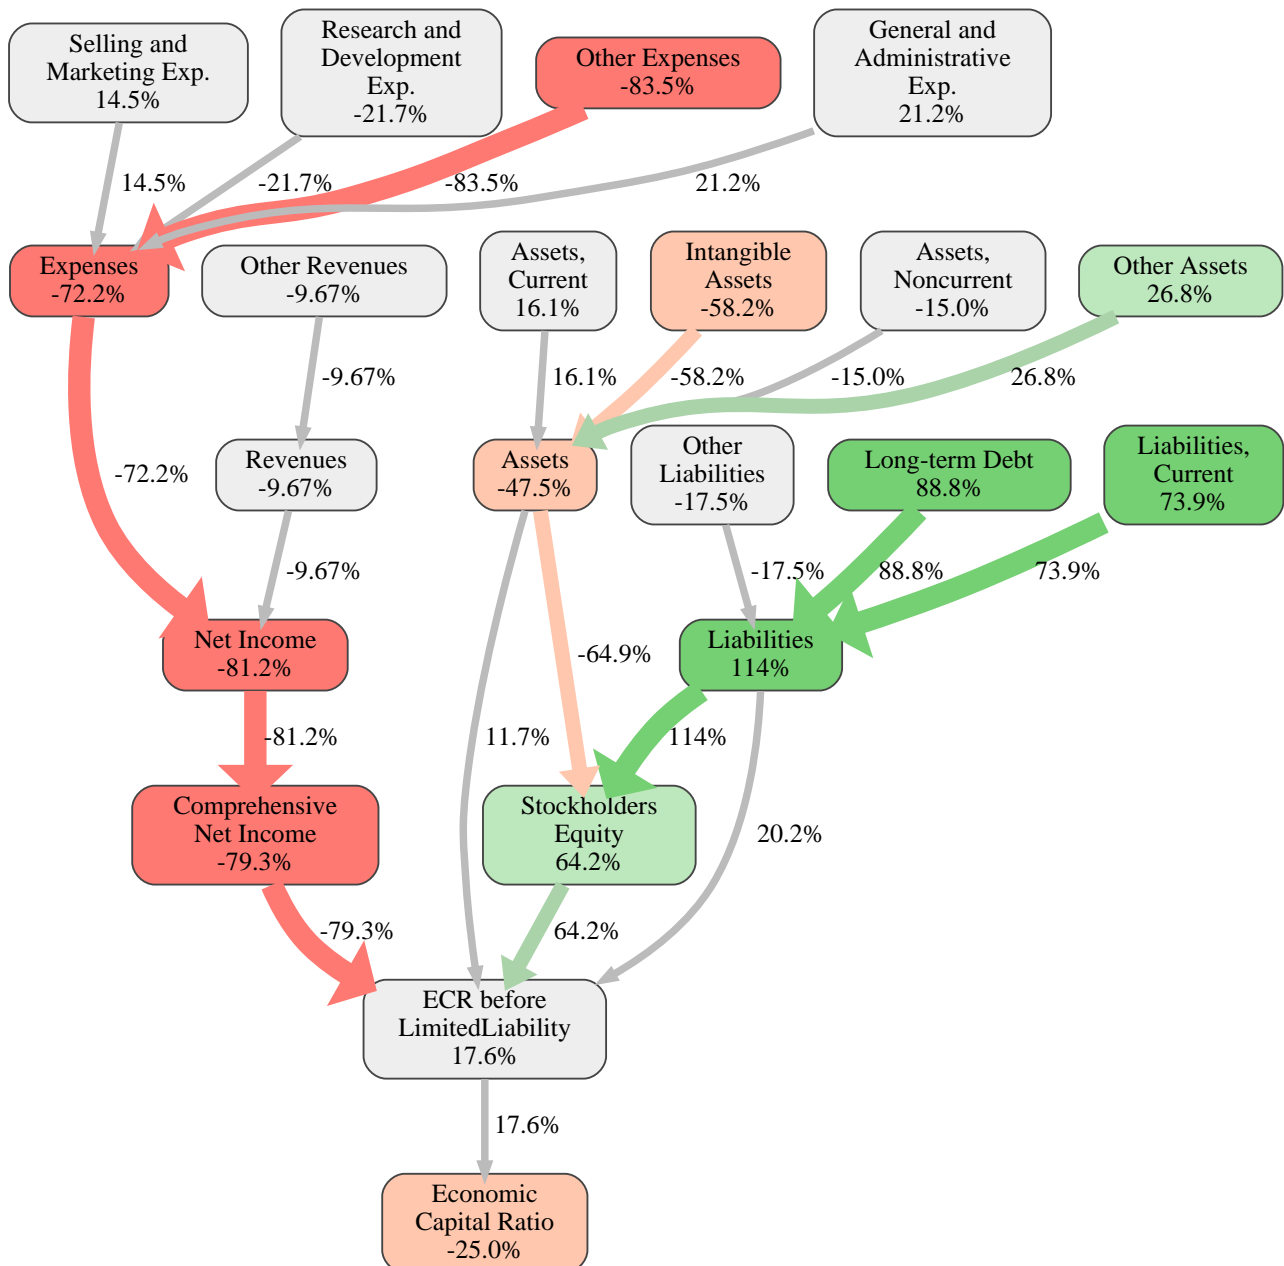 Selling and
Marketing Exp.
14.5%
Research and
Development
Exp.
-21.7%
Other Expenses
-83.5%
General and
Administrative
Exp.
21.2%
14.5%
-21.7%
-83.5%
21.2%
Expenses
-72.2%
Other Revenues
-9.67%
Assets,
Current
16.1%
Intangible
Assets
-58.2%
Assets,
Noncurrent
-15.0%
Other Assets
26.8%
-9.67%
16.1%
-58.2%
-15.0%
26.8%
-72.2%
Revenues
-9.67%
Assets
-47.5%
Other
Liabilities
-17.5%
Long-term Debt
88.8%
Liabilities,
Current
73.9%
-9.67%
-17.5%
88.8%
73.9%
Net Income
-81.2%
-64.9%
Liabilities
114%
-81.2%
11.7%
114%
Comprehensive
Net Income
-79.3%
Stockholders
Equity
64.2%
20.2%
-79.3%
64.2%
ECR before
LimitedLiability
17.6%
17.6%
Economic
Capital Ratio
-25.0%